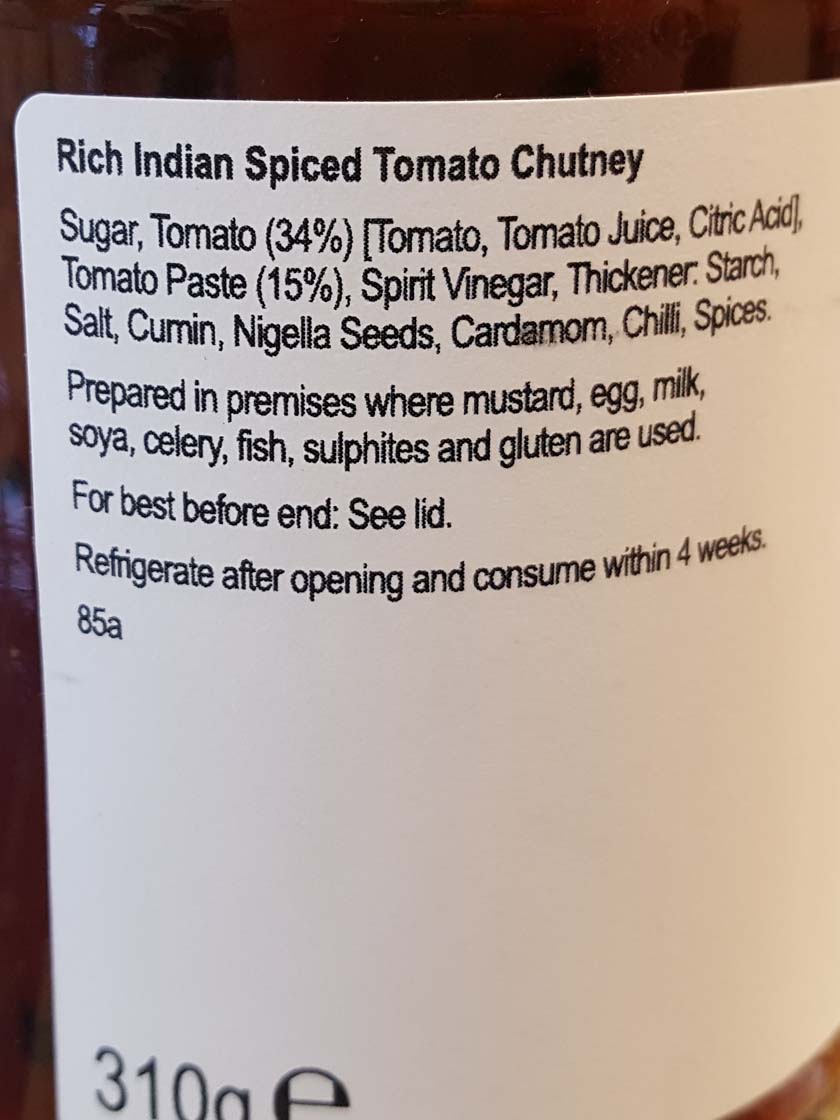 Rich Indian Spiced Tomato Chutney
Sugar, Tomato (34%) [Tomato, Tomato Juice, Citric Acid],
Tomato Paste (15%), Spirit Vinegar, Thickener: Starch,
Salt, Cumin, Nigella Seeds, Cardamom, Chilli, Spices.
Prepared in premises where mustard, egg, milk,
soya, celery, fish, sulphites and gluten are used.
For best before end: See lid.
Refrigerate after opening and consume within 4 weeks.
85a
310g e